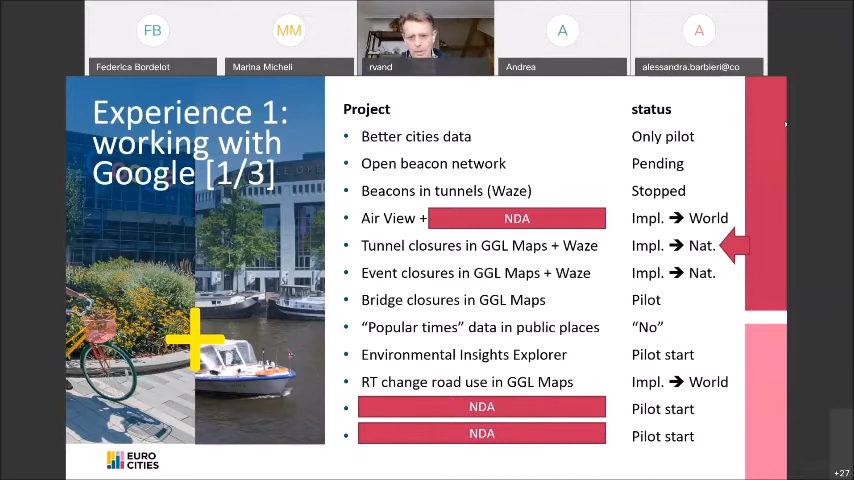 FB
MM
A
A
Federica Bordelot
Marina Micheli
rvand
Andrea
alessandra.barbieri@co
Experience 1:
working with
Google [1/3]
Project status
• Better cities data Only pilot
• Open beacon network Pending
• Beacons in tunnels (Waze) Stopped
• Air View + NDA Impl. ➔ World
• Tunnel closures in GGL Maps + Waze Impl. ➔ Nat.
• Event closures in GGL Maps + Waze Impl. ➔ Nat.
• Bridge closures in GGL Maps Pilot
• “Popular times” data in public places “No”
• Environmental Insights Explorer Pilot start
• RT change road use in GGL Maps Impl. ➔ World
• NDA Pilot start
• NDA Pilot start
EURO
CITIES
+27